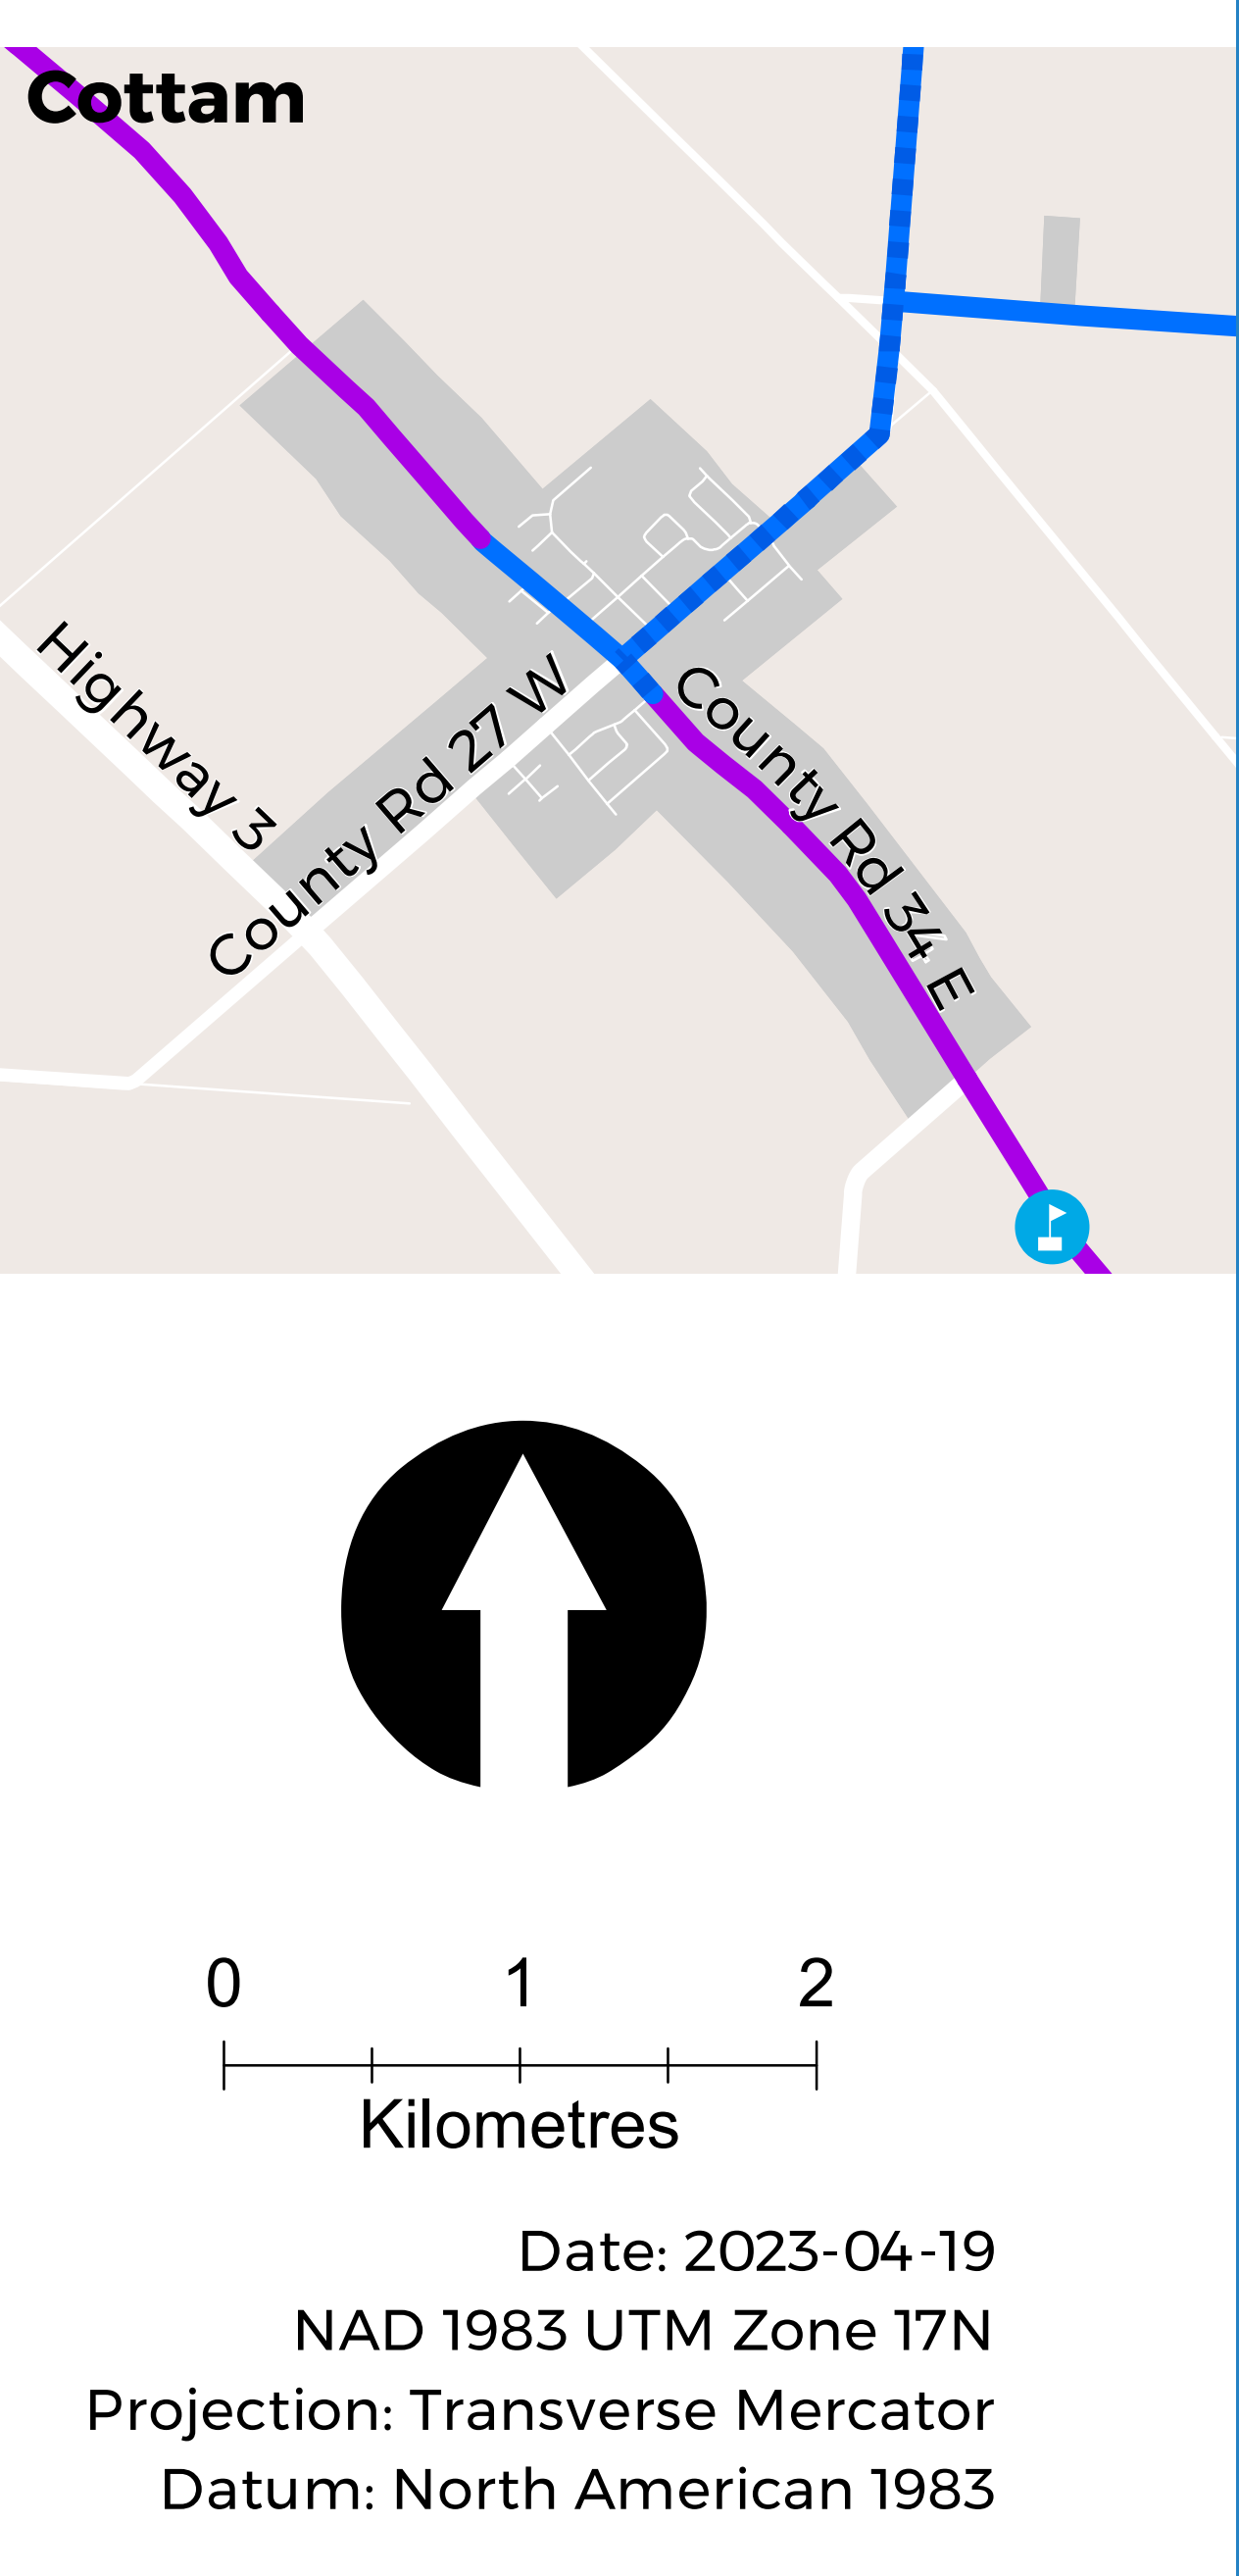 Cottam
Highway 3
County Rd 27 W
County Rd 34 E
0 1 2
Kilometres
Date: 2023-04-19
NAD 1983 UTM Zone 17N
Projection: Transverse Mercator
Datum: North American 1983